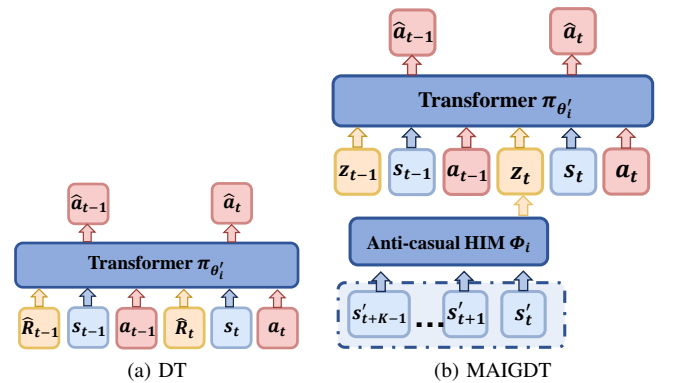 â_{t-1} â_t
Transformer π_{θ'_i}
R̂_{t-1} s_{t-1} a_{t-1} R̂_t s_t a_t
(a) DT
â_{t-1} â_t
Transformer π_{θ'_i}
z_{t-1} s_{t-1} a_{t-1} z_t s_t a_t
Anti-casual HIM Φ_i
s'_{t+K-1} ... s'_{t+1} s'_t
(b) MAIGDT